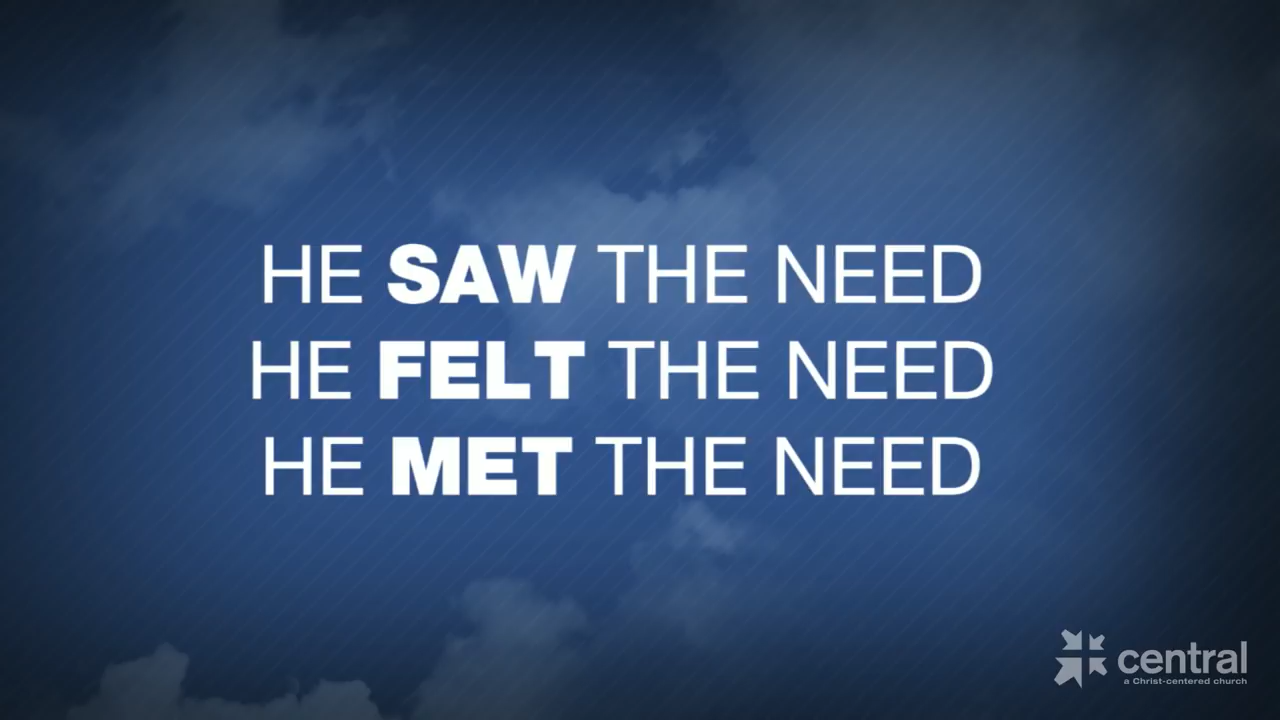 HE SAW THE NEED
HE FELT THE NEED
HE MET THE NEED
central
a Christ-centered church